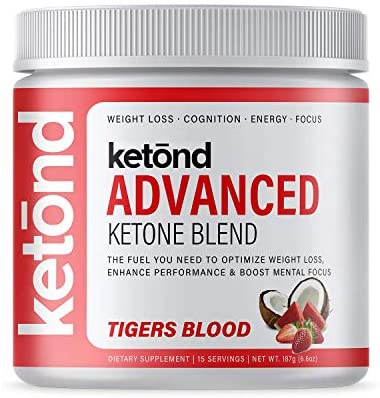 ketōnd
WEIGHT LOSS · COGNITION · ENERGY · FOCUS
ketōnd
ADVANCED
KETONE BLEND
THE FUEL YOU NEED TO OPTIMIZE WEIGHT LOSS,
ENHANCE PERFORMANCE & BOOST MENTAL FOCUS
TIGERS BLOOD
DIETARY SUPPLEMENT | 15 SERVINGS | NET WT. 187g (6.6oz)